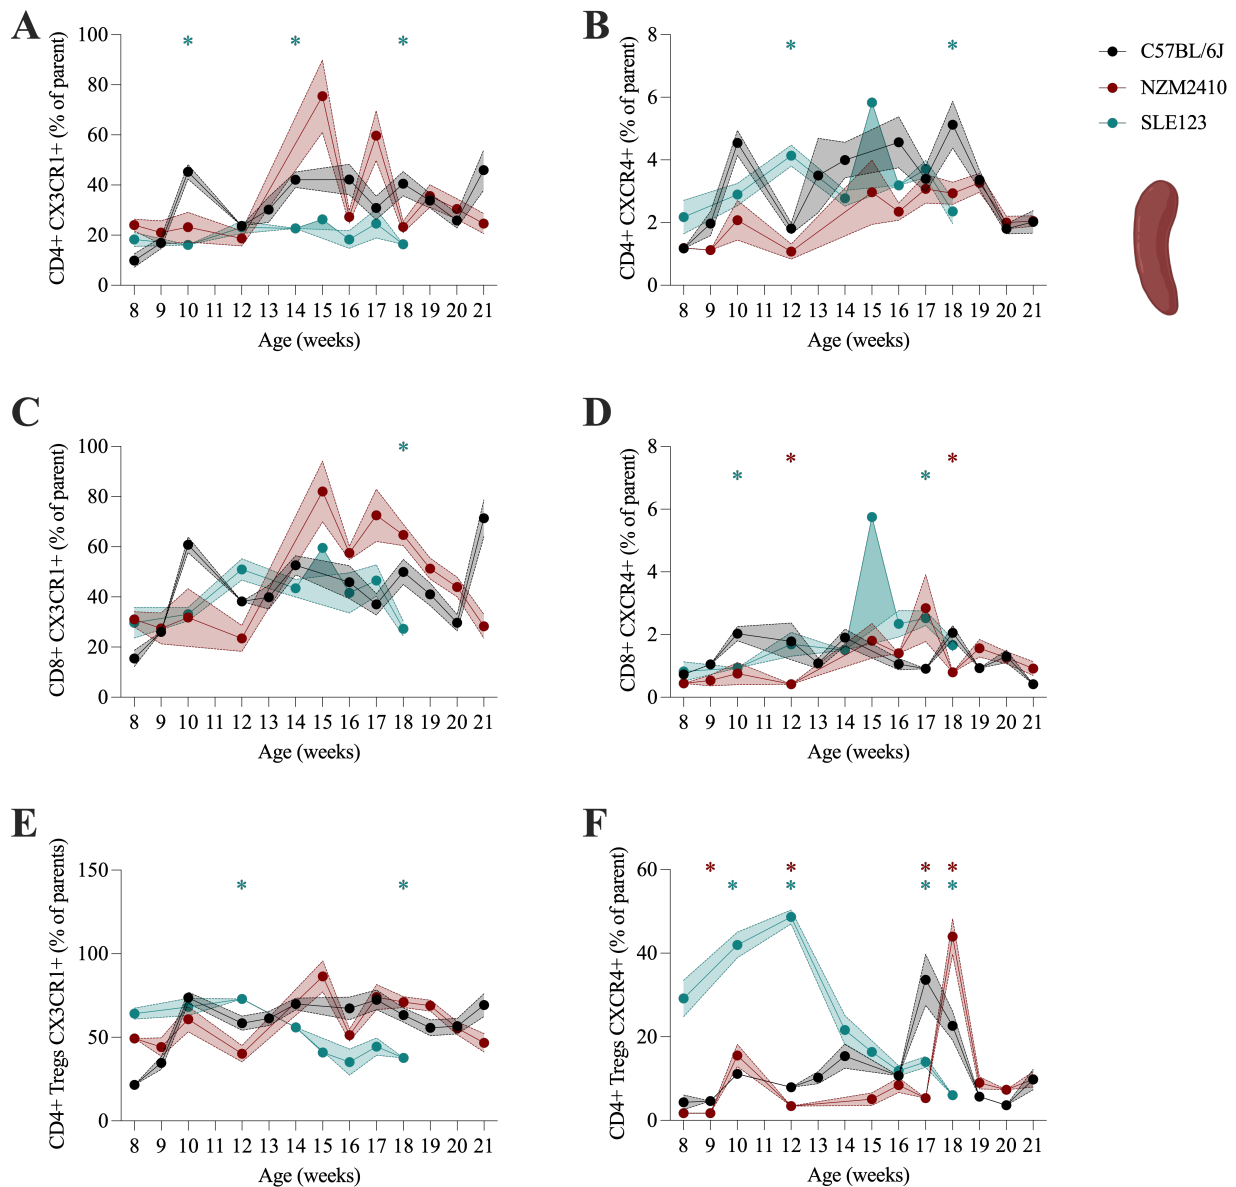 A
CD4+ CX3CR1+ (% of parent)
100
80
60
40
20
0
* * *
8 9 10 11 12 13 14 15 16 17 18 19 20 21
Age (weeks)
B
CD4+ CXCR4+ (% of parent)
8
6
4
2
0
* *
8 9 10 11 12 13 14 15 16 17 18 19 20 21
Age (weeks)
C57BL/6J
NZM2410
SLE123
C
CD8+ CX3CR1+ (% of parent)
100
80
60
40
20
0
*
8 9 10 11 12 13 14 15 16 17 18 19 20 21
Age (weeks)
D
CD8+ CXCR4+ (% of parent)
8
6
4
2
0
* *
* *
8 9 10 11 12 13 14 15 16 17 18 19 20 21
Age (weeks)
E
CD4+ Tregs CX3CR1+ (% of parents)
150
100
50
0
* *
8 9 10 11 12 13 14 15 16 17 18 19 20 21
Age (weeks)
F
CD4+ Tregs CXCR4+ (% of parent)
60
40
20
0
* * * *
* * * *
8 9 10 11 12 13 14 15 16 17 18 19 20 21
Age (weeks)